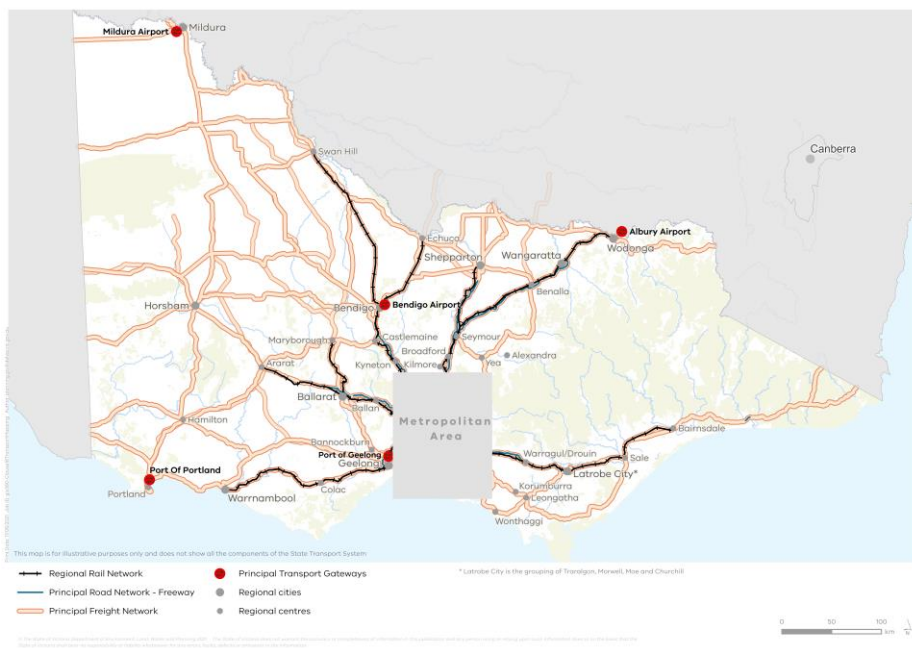 Mildura
Mildura Airport
Swan Hill
Canberra
Echuca
Albury Airport
Shepparton
Wangaratta
Wodonga
Benalla
Horsham
Bendigo
Bendigo Airport
Maryborough
Castlemaine
Seymour
Broadford
Ararat
Kyneton
Kilmore
Yea
Alexandra
Ballarat
Ballan
Metropolitan
Area
Hamilton
Bairnsdale
Bannockburn
Port of Geelong
Geelong
Warragul/Drouin
Sale
Port Of Portland
Latrobe City*
Portland
Colac
Korumburra
Warrnambool
Leongatha
Wonthaggi
This map is for illustrative purposes only and does not show all the components of the State Transport System
Regional Rail Network
Principal Transport Gateways
* Latrobe City is the grouping of Traralgon, Morwell, Moe and Churchill
Principal Road Network - Freeway
Regional cities
Principal Freight Network
Regional centres
0 50 100
km